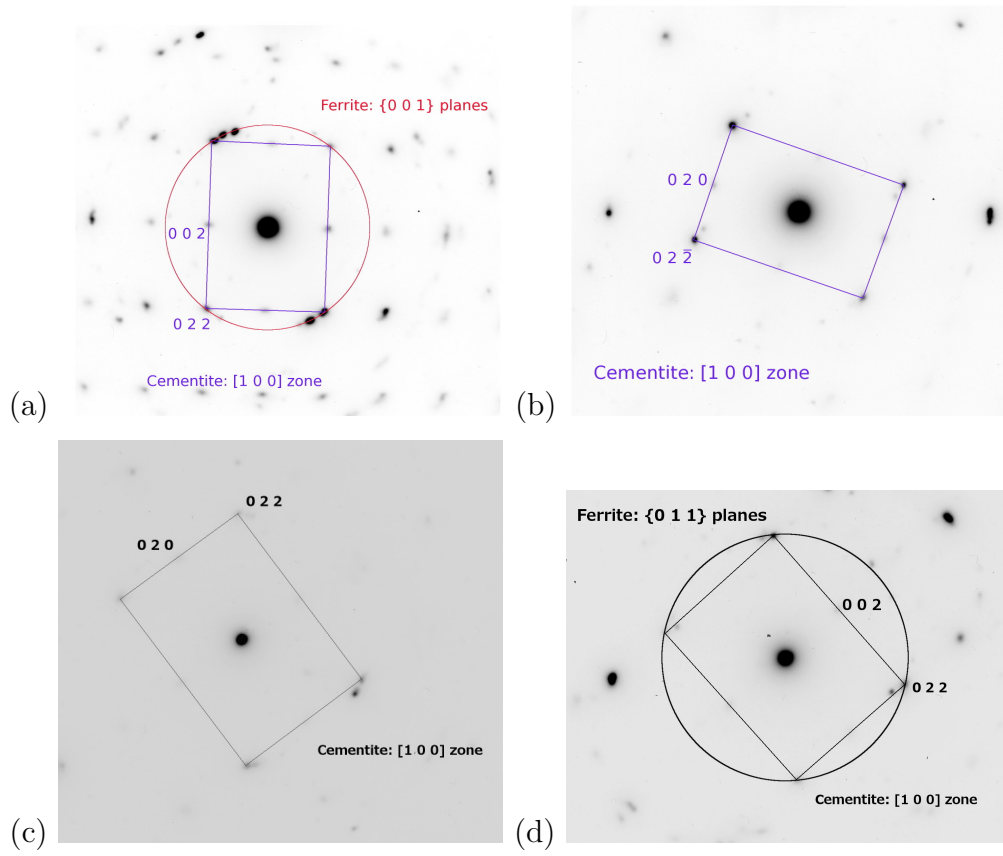 Ferrite: {0 0 1} planes
0 0 2
0 2 2
Cementite: [1 0 0] zone
(a)
0 2 0
0 2 2̅
Cementite: [1 0 0] zone
(b)
0 2 2
0 2 0
Cementite: [1 0 0] zone
(c)
Ferrite: {0 1 1} planes
0 0 2
0 2 2
Cementite: [1 0 0] zone
(d)